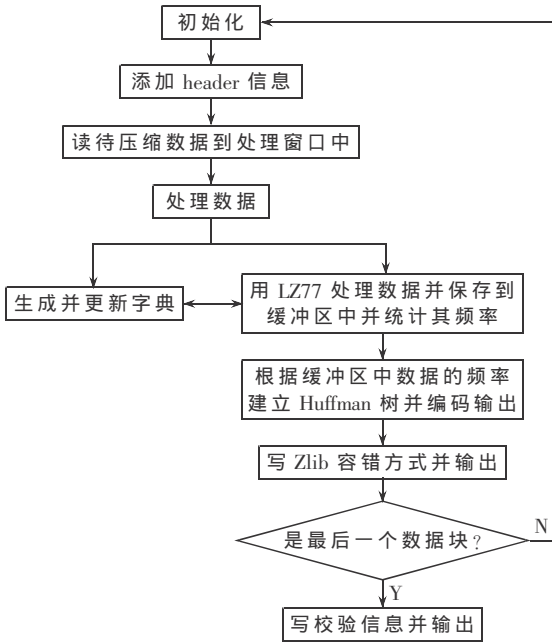 初始化
添加 header 信息
读待压缩数据到处理窗口中
处理数据
生成并更新字典
用 LZ77 处理数据并保存到
缓冲区中并统计其频率
根据缓冲区中数据的频率
建立 Huffman 树并编码输出
写 Zlib 容错方式并输出
是最后一个数据块?
N
Y
写校验信息并输出